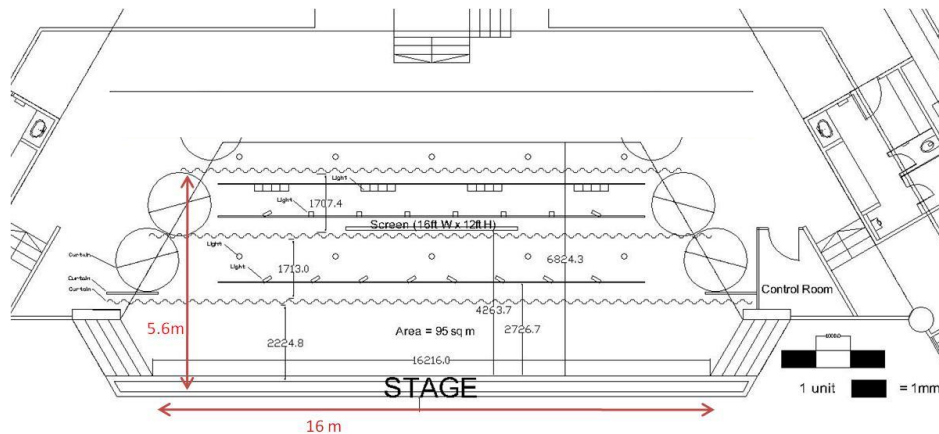 Light
1707.4
Light
Screen (16ft W x 12ft H)
Light
Curtain
6824.3
Light
1713.0
Curtain
Control Room
Curtain
4263.7
5.6m
Area = 95 sq m
2726.7
2224.8
16216.0
STAGE
1 unit = 1mm
16 m